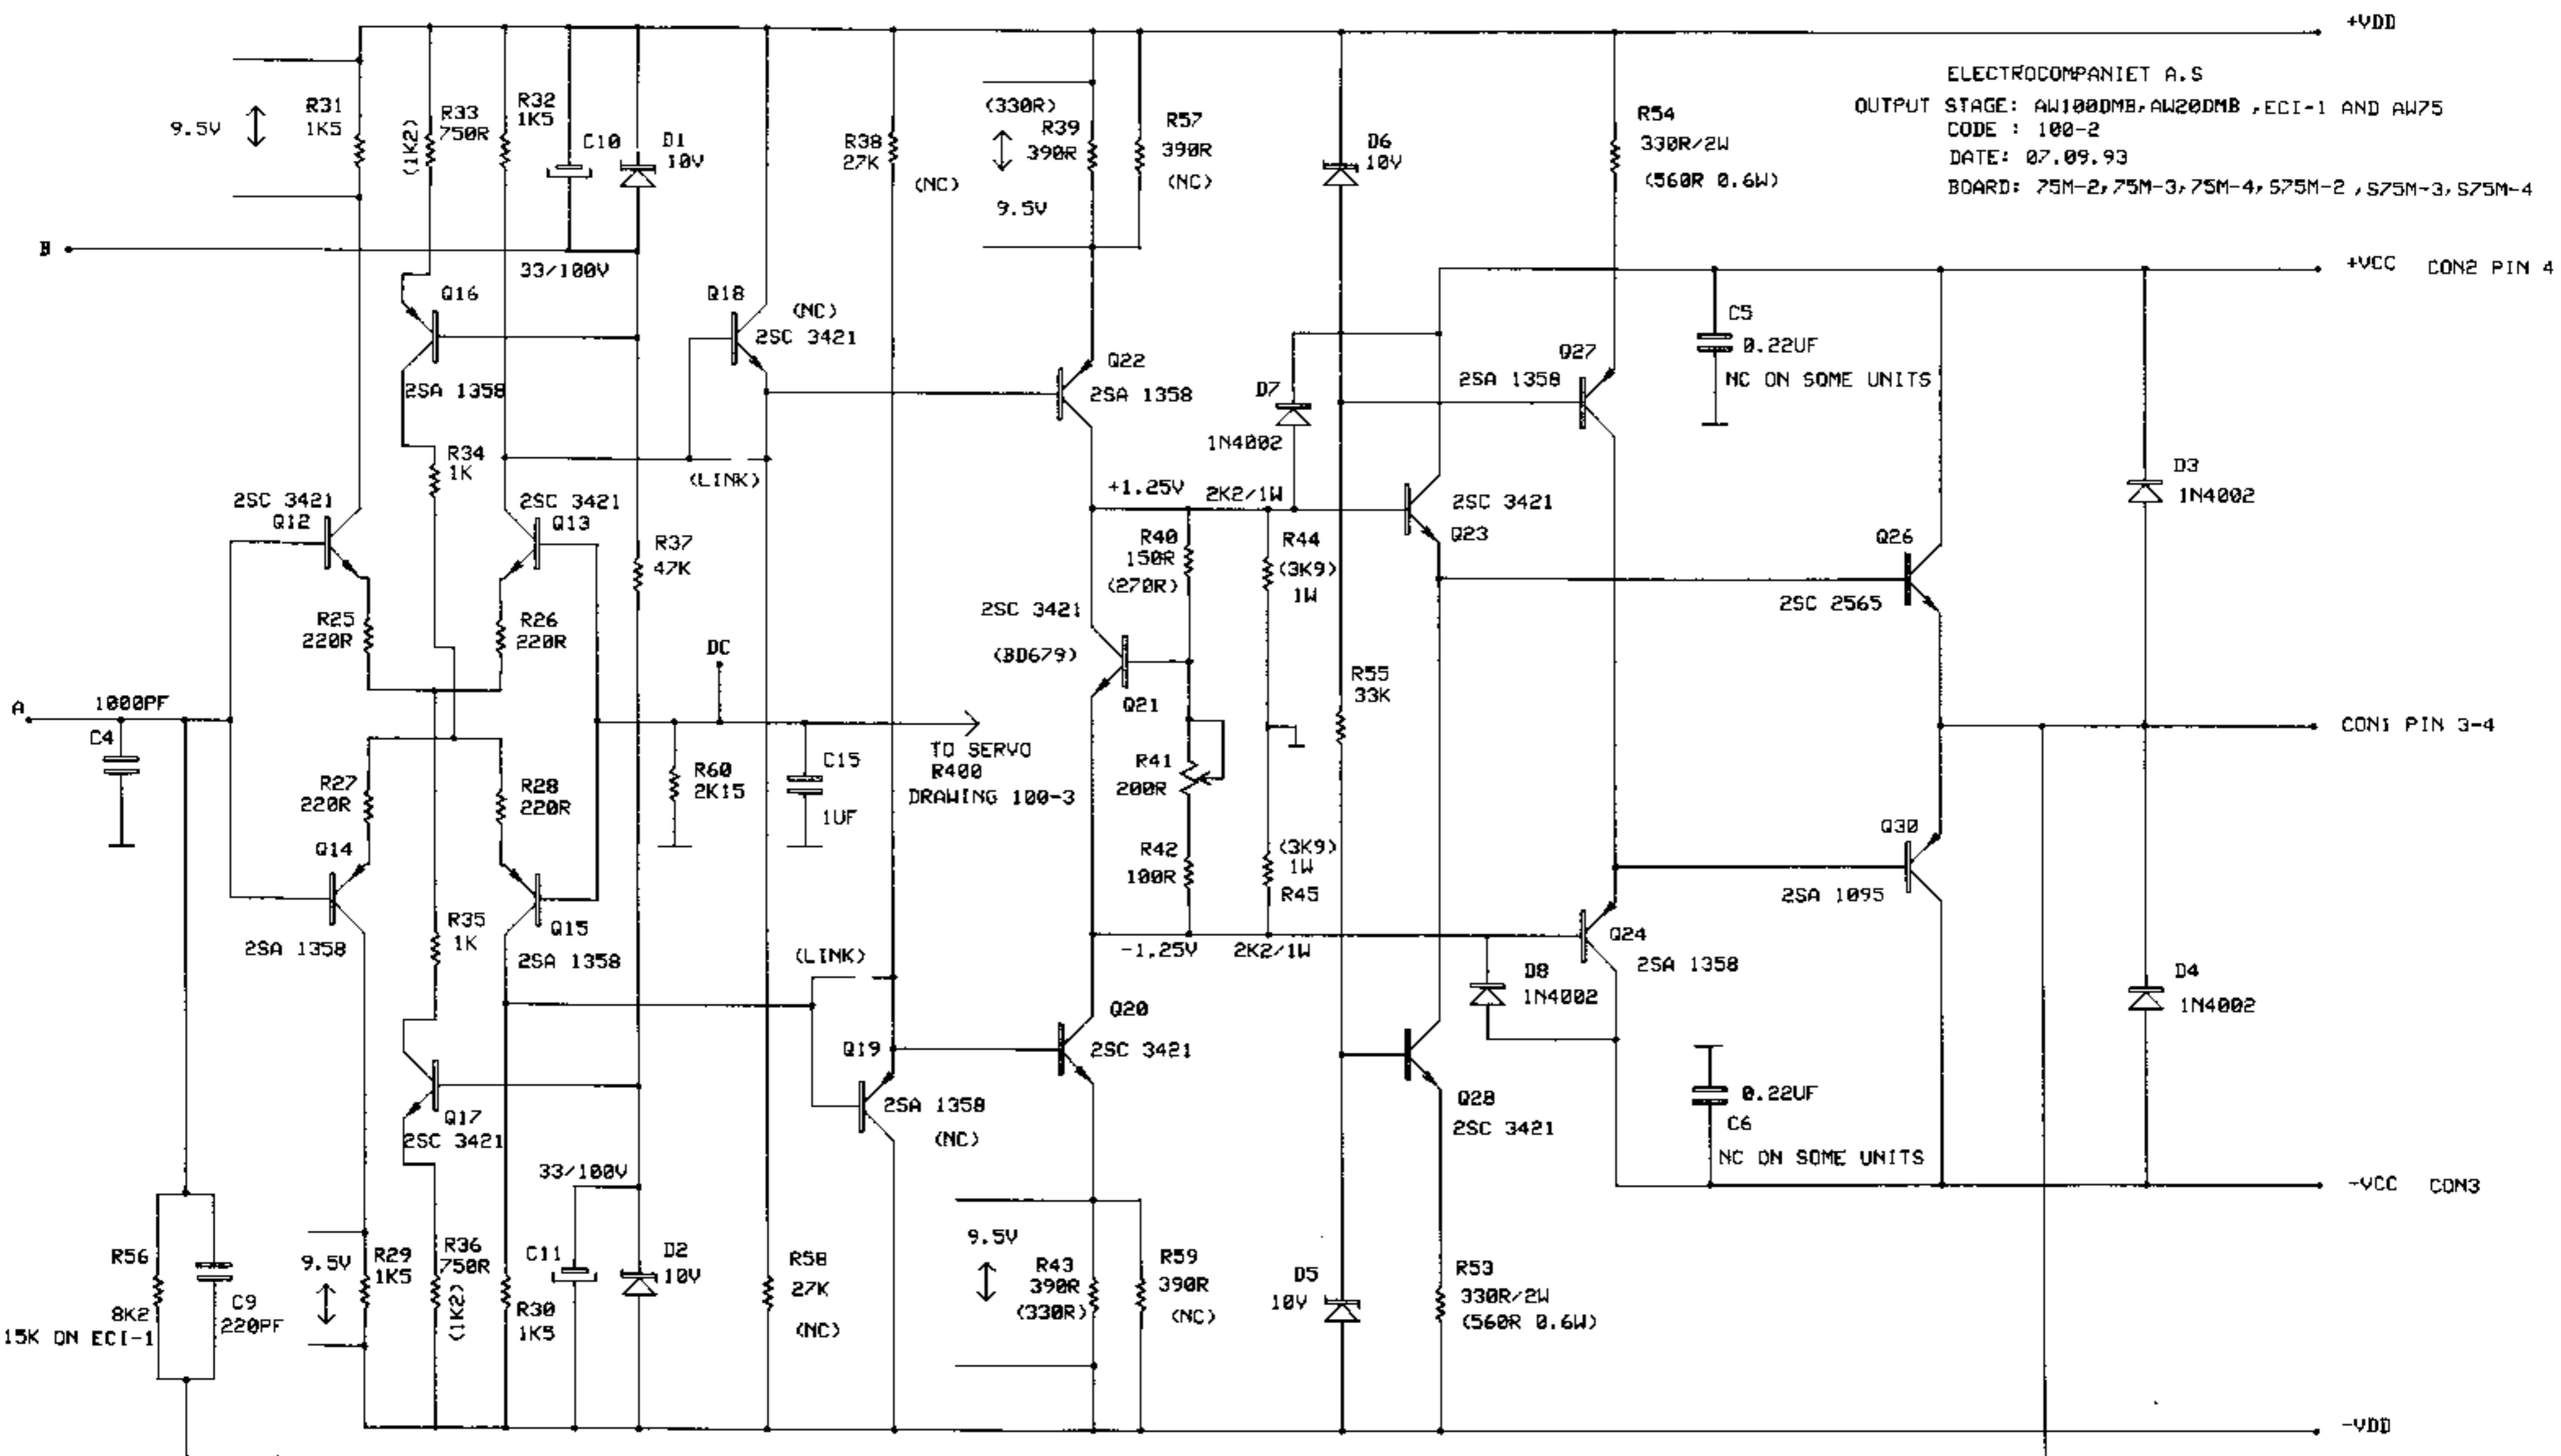 +VDD
ELECTROCOMPANIET A.S
OUTPUT STAGE: AW100DMB,AW20DMB ,ECI-1 AND AW75
CODE : 100-2
DATE: 07.09.93
BOARD: 75M-2,75M-3,75M-4,S75M-2 ,S75M-3,S75M-4
9.5V
R31
1K5
(1K2)
R33
750R
R32
1K5
C10
D1
10V
R38
27K
(NC)
(330R)
R39
390R
9.5V
R57
390R
(NC)
D6
10V
R54
330R/2W
(560R 0.6W)
B
33/100V
+VCC CON2 PIN 4
Q16
2SA 1358
Q18
(NC)
2SC 3421
Q22
2SA 1358
D7
1N4002
Q27
2SA 1358
C5
0.22UF
NC ON SOME UNITS
R34
1K
(LINK)
D3
1N4002
2SC 3421
Q12
2SC 3421
Q13
+1.25V
2K2/1W
2SC 3421
Q23
R37
47K
R40
150R
(270R)
R44
(3K9)
1W
Q26
2SC 2565
R25
220R
R26
220R
DC
2SC 3421
(BD679)
Q21
R55
33K
A
1000PF
C4
TO SERVO
R400
DRAWING 100-3
CON1 PIN 3-4
R27
220R
R28
220R
R60
2K15
C15
1UF
R41
200R
Q14
2SA 1358
R42
100R
(3K9)
1W
R45
Q30
2SA 1095
R35
1K
Q15
2SA 1358
(LINK)
-1.25V
2K2/1W
Q24
2SA 1358
D8
1N4002
D4
1N4002
Q20
2SC 3421
Q19
2SA 1358
(NC)
Q17
2SC 3421
Q28
2SC 3421
0.22UF
C6
NC ON SOME UNITS
33/100V
-VCC CON3
R56
8K2
15K ON ECI-1
C9
220PF
9.5V
R29
1K5
R36
750R
(1K2)
R30
1K5
C11
D2
10V
R58
27K
(NC)
9.5V
R43
390R
(330R)
R59
390R
(NC)
D5
10V
R53
330R/2W
(560R 0.6W)
-VDD